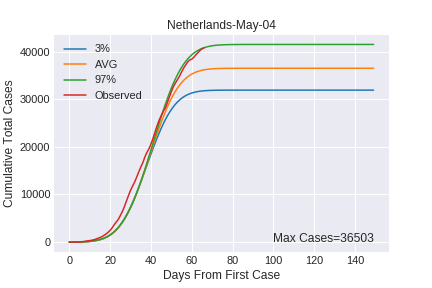 Netherlands-May-04
Cumulative Total Cases
40000
30000
20000
10000
0
3%
AVG
97%
Observed
Max Cases=36503
0 20 40 60 80 100 120 140
Days From First Case